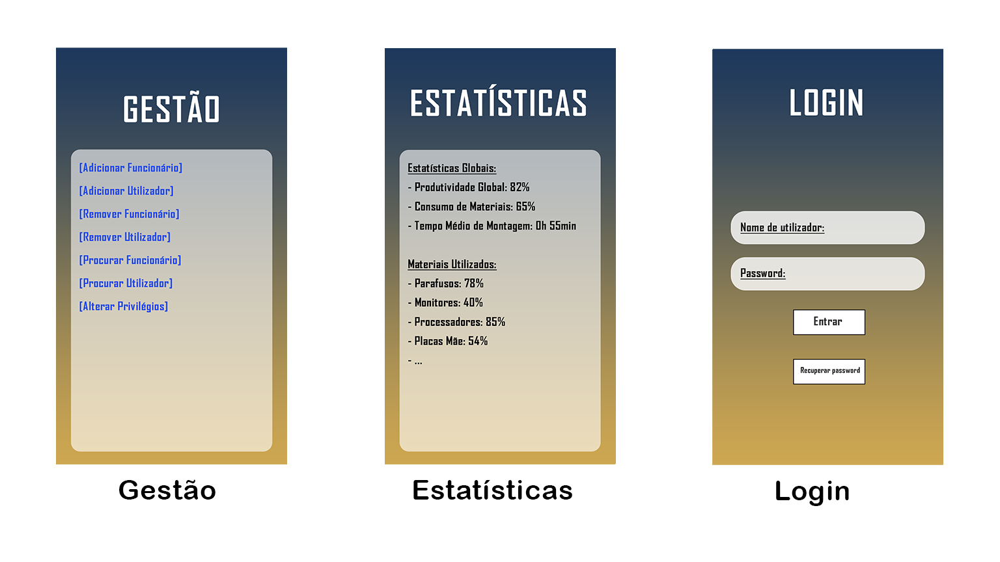 GESTÃO
[Adicionar Funcionário]
[Adicionar Utilizador]
[Remover Funcionário]
[Remover Utilizador]
[Procurar Funcionário]
[Procurar Utilizador]
[Alterar Privilégios]
Gestão
ESTATÍSTICAS
Estatísticas Globais:
- Produtividade Global: 82%
- Consumo de Materiais: 65%
- Tempo Médio de Montagem: 0h 55min
Materiais Utilizados:
- Parafusos: 78%
- Monitores: 40%
- Processadores: 85%
- Placas Mãe: 54%
- ...
Estatísticas
LOGIN
Nome de utilizador:
Password:
Entrar
Recuperar password
Login